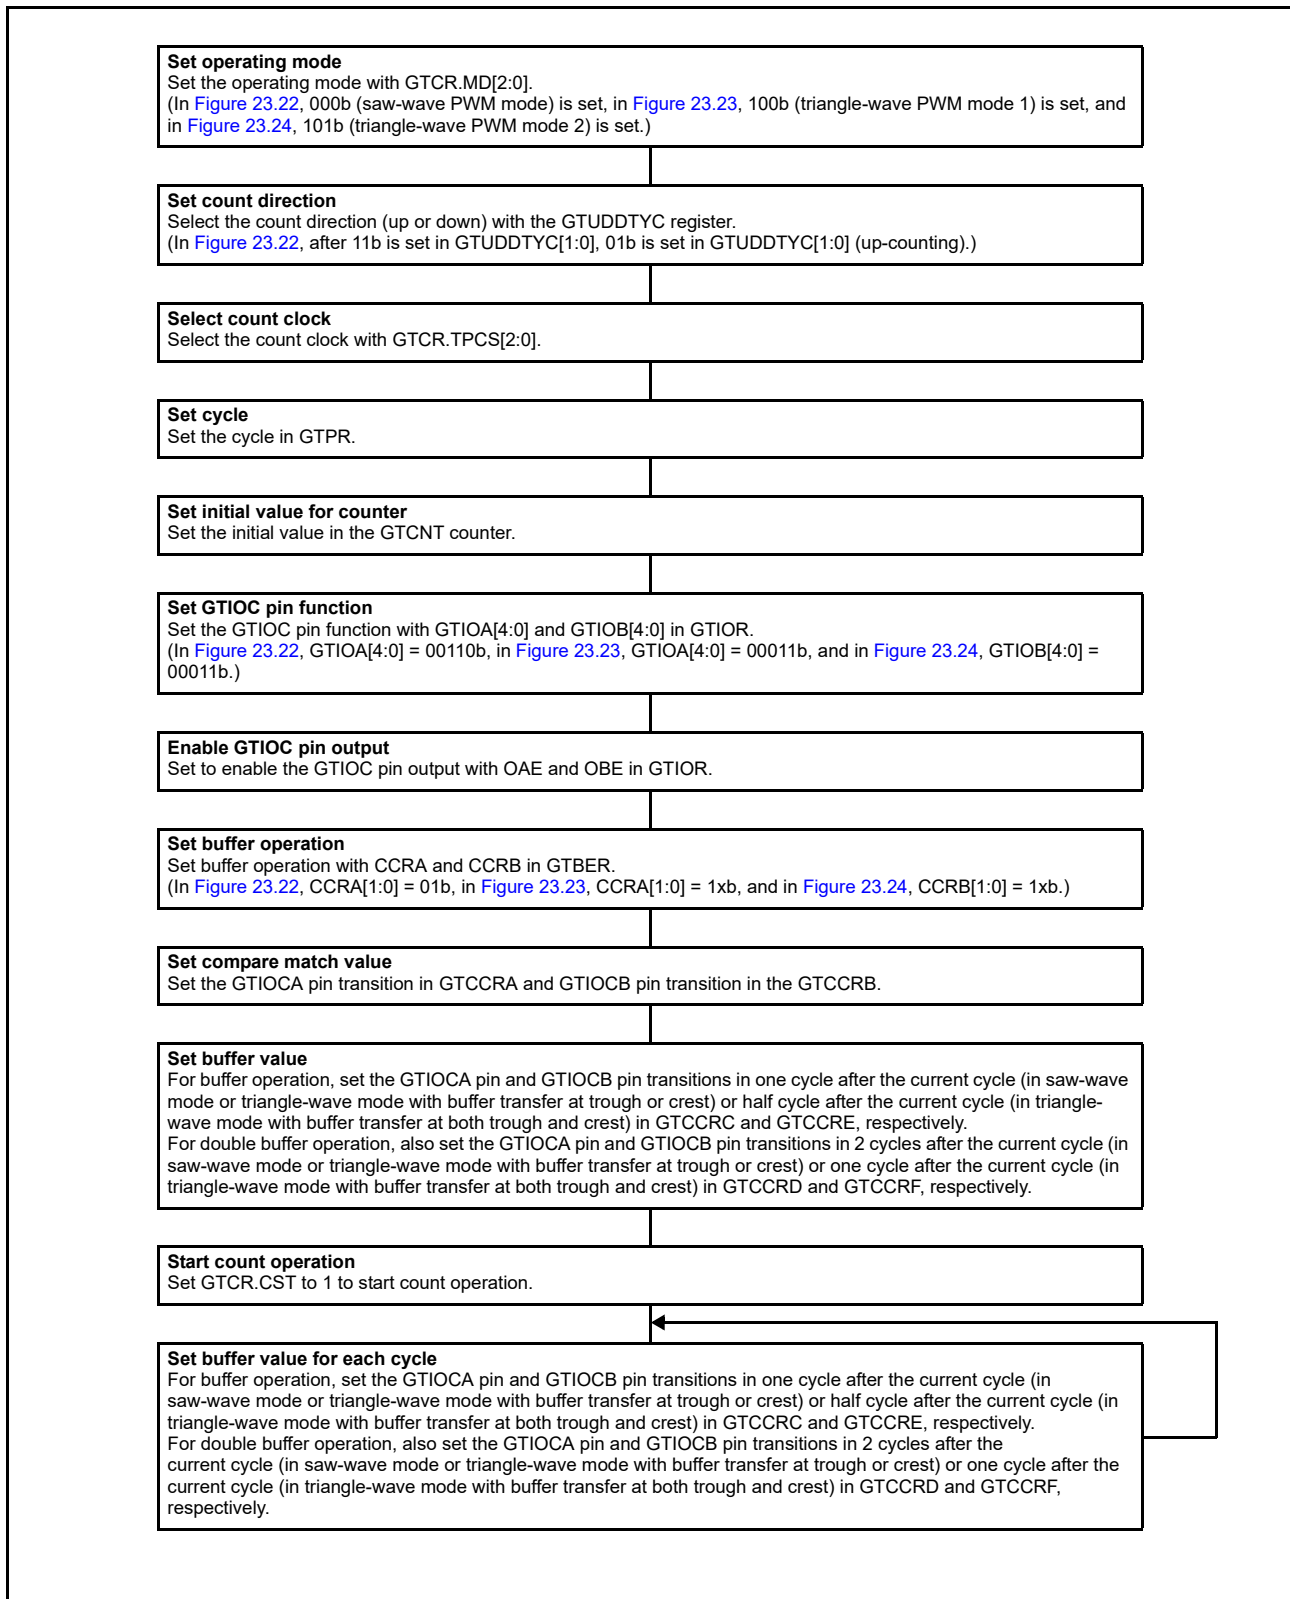 Set operating mode
Set the operating mode with GTCR.MD[2:0].
(In Figure 23.22, 000b (saw-wave PWM mode) is set, in Figure 23.23, 100b (triangle-wave PWM mode 1) is set, and
in Figure 23.24, 101b (triangle-wave PWM mode 2) is set.)
Set count direction
Select the count direction (up or down) with the GTUDDTYC register.
(In Figure 23.22, after 11b is set in GTUDDTYC[1:0], 01b is set in GTUDDTYC[1:0] (up-counting).)
Select count clock
Select the count clock with GTCR.TPCS[2:0].
Set cycle
Set the cycle in GTPR.
Set initial value for counter
Set the initial value in the GTCNT counter.
Set GTIOC pin function
Set the GTIOC pin function with GTIOA[4:0] and GTIOB[4:0] in GTIOR.
(In Figure 23.22, GTIOA[4:0] = 00110b, in Figure 23.23, GTIOA[4:0] = 00011b, and in Figure 23.24, GTIOB[4:0] =
00011b.)
Enable GTIOC pin output
Set to enable the GTIOC pin output with OAE and OBE in GTIOR.
Set buffer operation
Set buffer operation with CCRA and CCRB in GTBER.
(In Figure 23.22, CCRA[1:0] = 01b, in Figure 23.23, CCRA[1:0] = 1xb, and in Figure 23.24, CCRB[1:0] = 1xb.)
Set compare match value
Set the GTIOCA pin transition in GTCCRA and GTIOCB pin transition in the GTCCRB.
Set buffer value
For buffer operation, set the GTIOCA pin and GTIOCB pin transitions in one cycle after the current cycle (in saw-wave
mode or triangle-wave mode with buffer transfer at trough or crest) or half cycle after the current cycle (in triangle-
wave mode with buffer transfer at both trough and crest) in GTCCRC and GTCCRE, respectively.
For double buffer operation, also set the GTIOCA pin and GTIOCB pin transitions in 2 cycles after the current cycle (in
saw-wave mode or triangle-wave mode with buffer transfer at trough or crest) or one cycle after the current cycle (in
triangle-wave mode with buffer transfer at both trough and crest) in GTCCRD and GTCCRF, respectively.
Start count operation
Set GTCR.CST to 1 to start count operation.
Set buffer value for each cycle
For buffer operation, set the GTIOCA pin and GTIOCB pin transitions in one cycle after the current cycle (in
saw-wave mode or triangle-wave mode with buffer transfer at trough or crest) or half cycle after the current cycle (in
triangle-wave mode with buffer transfer at both trough and crest) in GTCCRC and GTCCRE, respectively.
For double buffer operation, also set the GTIOCA pin and GTIOCB pin transitions in 2 cycles after the
current cycle (in saw-wave mode or triangle-wave mode with buffer transfer at trough or crest) or one cycle after the
current cycle (in triangle-wave mode with buffer transfer at both trough and crest) in GTCCRD and GTCCRF,
respectively.